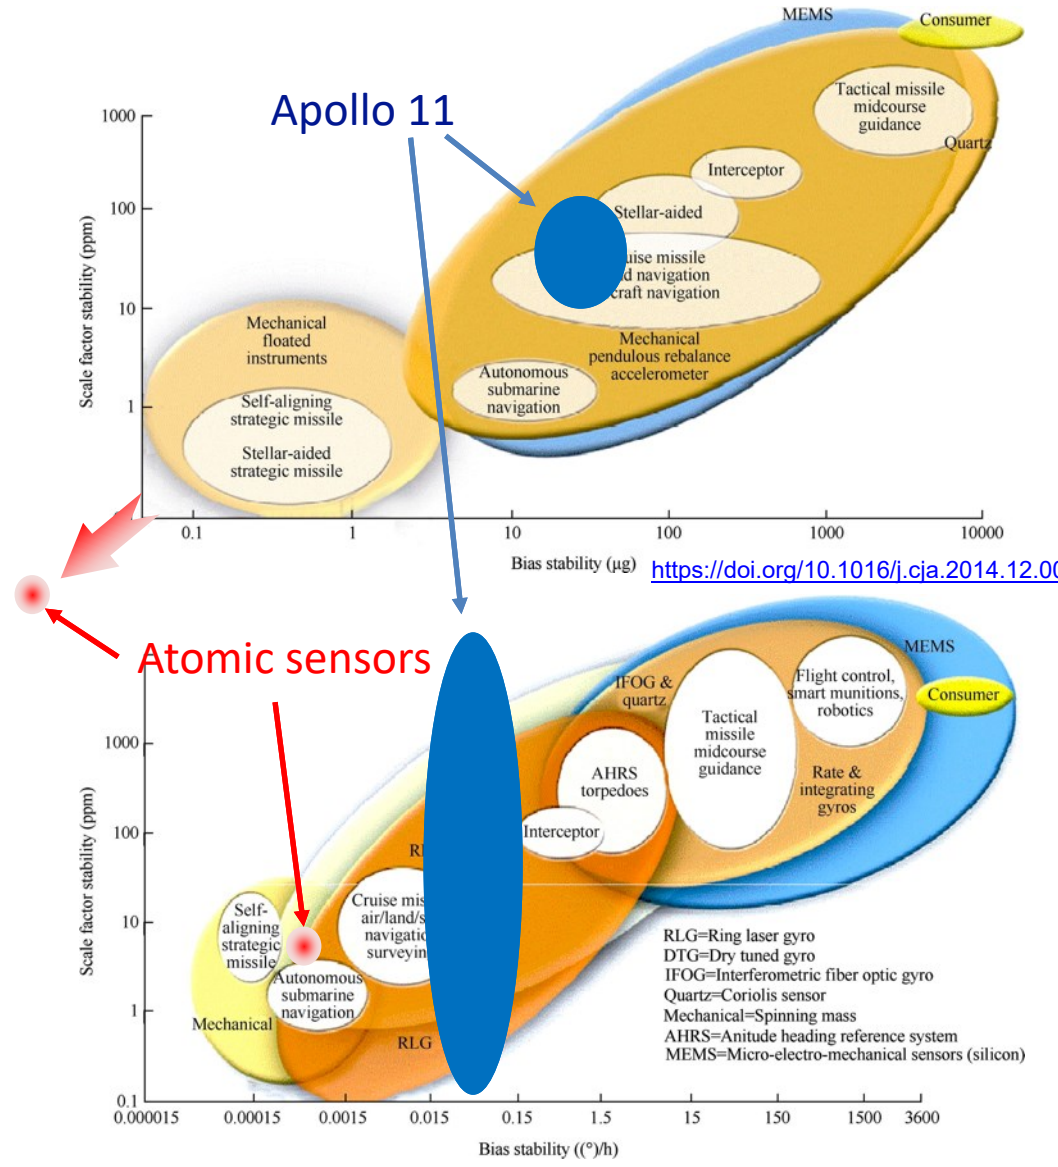 MEMS
Consumer
Apollo 11
Tactical missile
midcourse
guidance
Quartz
Interceptor
Stellar-aided
missile
navigation
navigation
Mechanical
pendulous rebalance
accelerometer
Autonomous
submarine
navigation
Mechanical
floated
instruments
Self-aligning
strategic missile
Stellar-aided
strategic missile
Scale factor stability (ppm)
1000
100
10
1
0.1
1
10
100
1000
10000
Bias stability (μg)
https://doi.org/10.1016/j.cja.2014.12.00
Atomic sensors
MEMS
IFOG &
quartz
Flight control,
smart munitions,
robotics
Consumer
Tactical
missile
midcourse
guidance
AHRS
torpedoes
Rate &
integrating
gyros
Interceptor
Self-
aligning
strategic
missile
Cruise
air/land/
surveying
Autonomous
submarine
navigation
Mechanical
RLG
RLG=Ring laser gyro
DTG=Dry tuned gyro
IFOG=Interferometric fiber optic gyro
Quartz=Coriolis sensor
Mechanical=Spinning mass
AHRS=Anitude heading reference system
MEMS=Micro-electro-mechanical sensors (silicon)
Scale factor stability (ppm)
1000
100
10
1
0.1
0.000015
0.00015
0.0015
0.015
0.15
1.5
15
150
1500
3600
Bias stability ((°)/h)